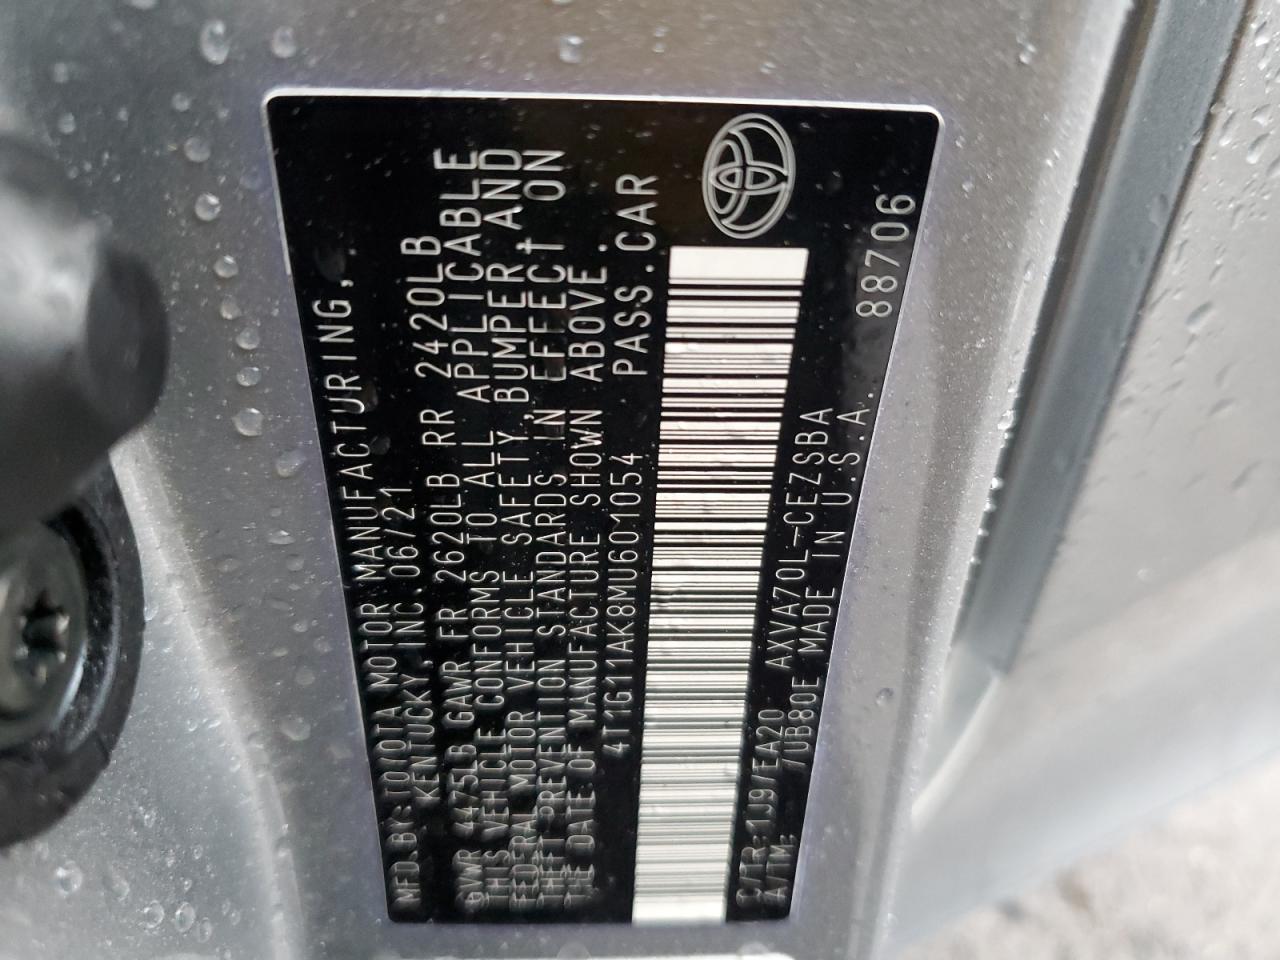 MFD.BY:TOYOTA MOTOR MANUFACTURING,
KENTUCKY,INC.06/21
GVWR 4475LB GAWR FR 2620LB RR 2420LB
THIS VEHICLE CONFORMS TO ALL APPLICABLE
FEDERAL MOTOR VEHICLE SAFETY,BUMPER AND
THEFT PREVENTION STANDARDS IN EFFECT ON
THE DATE OF MANUFACTURE SHOWN ABOVE.
4T1G11AK8MU601054 PASS.CAR
C/TR:1J9/EA20 AXVA70L-CEZSBA
A/TM: /UB80E MADE IN U.S.A. 88706